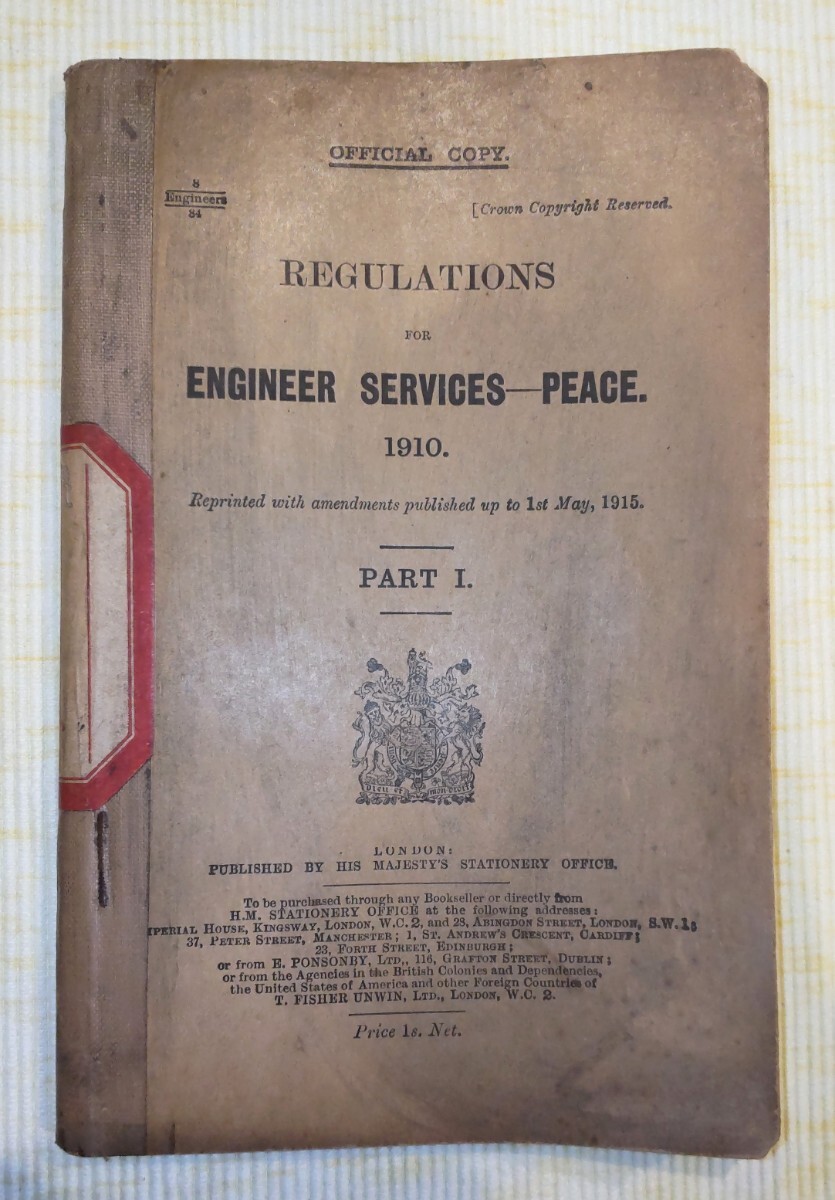 OFFICIAL COPY.
8
Engineers
84
[Crown Copyright Reserved.
REGULATIONS
FOR
ENGINEER SERVICES—PEACE.
1910.
Reprinted with amendments published up to 1st May, 1915.
PART I.
DIEU ET MON DROIT
LONDON:
PUBLISHED BY HIS MAJESTY'S STATIONERY OFFICE.
To be purchased through any Bookseller or directly from
H.M. STATIONERY OFFICE at the following addresses:
IMPERIAL HOUSE, KINGSWAY, LONDON, W.C. 2, and 28, ABINGDON STREET, LONDON, S.W.1;
37, PETER STREET, MANCHESTER; 1, ST. ANDREW'S CRESCENT, CARDIFF;
23, FORTH STREET, EDINBURGH;
or from E. PONSONBY, LTD., 116, GRAFTON STREET, DUBLIN;
or from the Agencies in the British Colonies and Dependencies,
the United States of America and other Foreign Countries of
T. FISHER UNWIN, LTD., LONDON, W.C. 2.
Price 1s. Net.